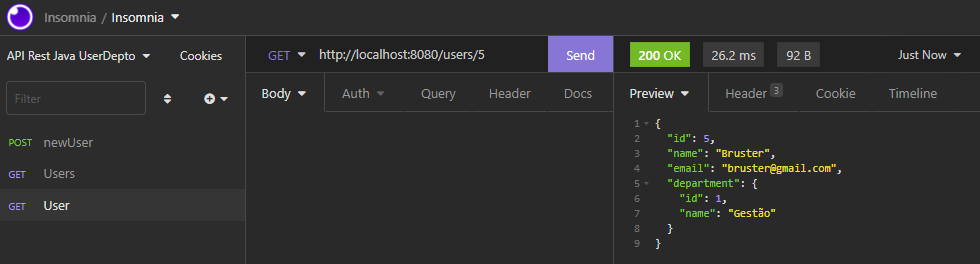 Insomnia / Insomnia
API Rest Java UserDepto Cookies
Filter
POST newUser
GET Users
GET User
GET http://localhost:8080/users/5 Send
Body Auth Query Header Docs
200 OK 26.2 ms 92 B Just Now
Preview Header 3 Cookie Timeline
1 {
2 "id": 5,
3 "name": "Bruster",
4 "email": "bruster@gmail.com",
5 "department": {
6 "id": 1,
7 "name": "Gestão"
8 }
9 }